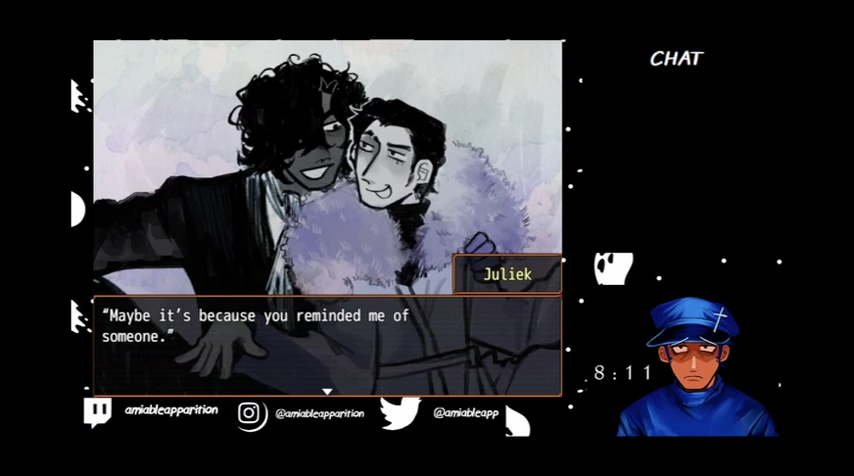 CHAT
Juliek
“Maybe it’s because you reminded me of
someone.”
8:11
amiableapparition
@amiableapparition
@amiableapp